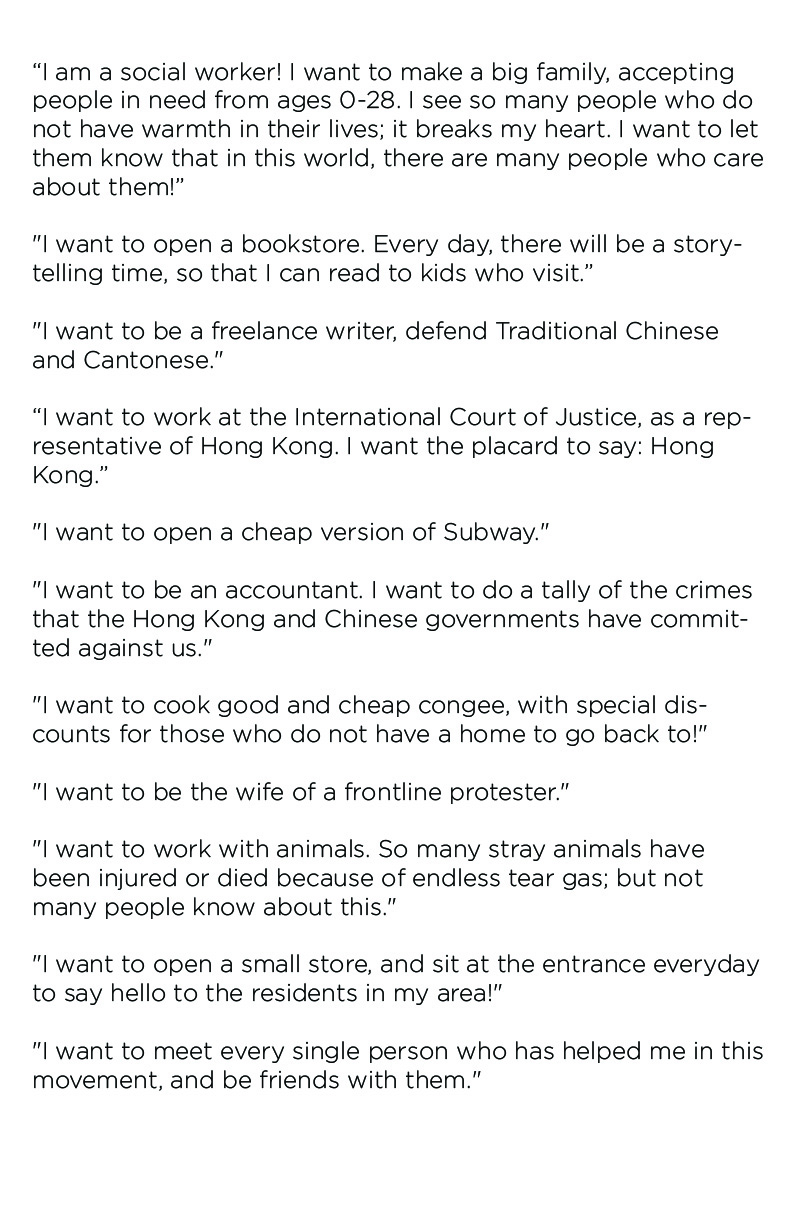 “I am a social worker! I want to make a big family, accepting
people in need from ages 0-28. I see so many people who do
not have warmth in their lives; it breaks my heart. I want to let
them know that in this world, there are many people who care
about them!”
"I want to open a bookstore. Every day, there will be a story-
telling time, so that I can read to kids who visit.”
"I want to be a freelance writer, defend Traditional Chinese
and Cantonese."
“I want to work at the International Court of Justice, as a rep-
resentative of Hong Kong. I want the placard to say: Hong
Kong.”
"I want to open a cheap version of Subway."
"I want to be an accountant. I want to do a tally of the crimes
that the Hong Kong and Chinese governments have commit-
ted against us."
"I want to cook good and cheap congee, with special dis-
counts for those who do not have a home to go back to!"
"I want to be the wife of a frontline protester."
"I want to work with animals. So many stray animals have
been injured or died because of endless tear gas; but not
many people know about this."
"I want to open a small store, and sit at the entrance everyday
to say hello to the residents in my area!"
"I want to meet every single person who has helped me in this
movement, and be friends with them."